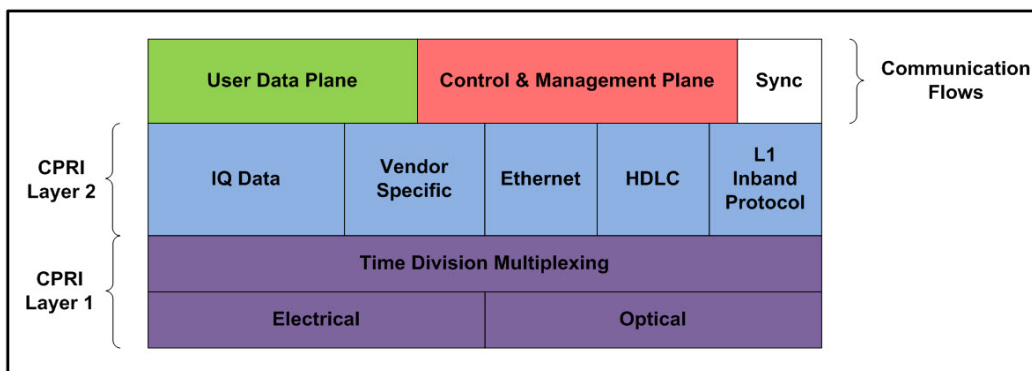 User Data Plane
Control & Management Plane
Sync
Communication
Flows
CPRI
Layer 2
IQ Data
Vendor
Specific
Ethernet
HDLC
L1
Inband
Protocol
CPRI
Layer 1
Time Division Multiplexing
Electrical
Optical